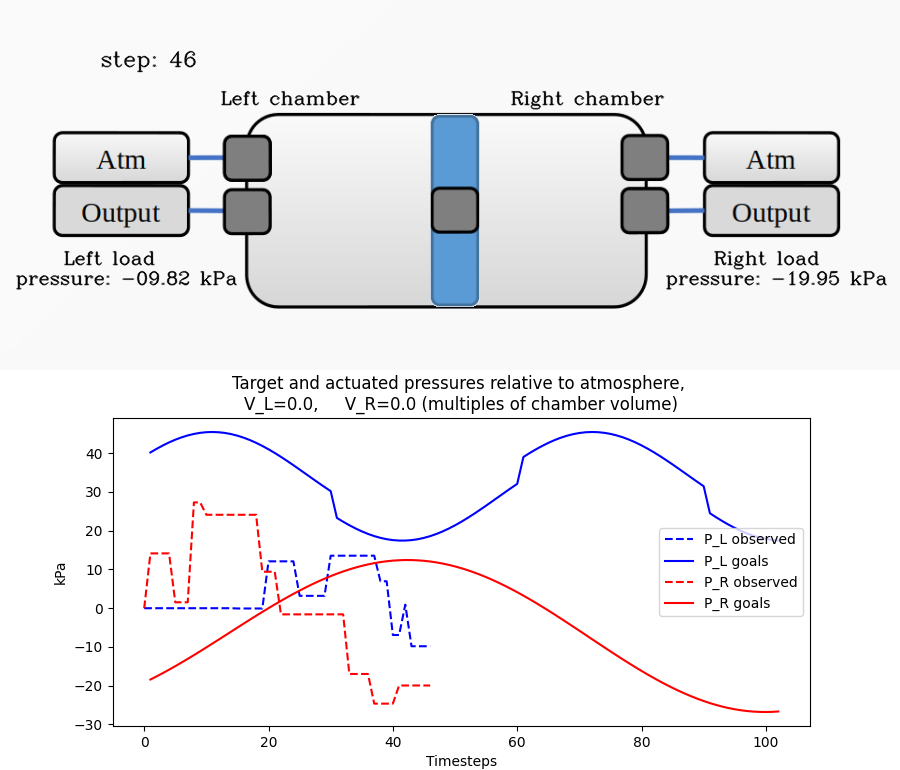 step: 46
Left chamber
Right chamber
Atm
Atm
Output
Output
Left load
pressure: −09.82 kPa
Right load
pressure: −19.95 kPa
Target and actuated pressures relative to atmosphere,
V_L=0.0, V_R=0.0 (multiples of chamber volume)
kPa
40
30
20
10
0
−10
−20
−30
P_L observed
P_L goals
P_R observed
P_R goals
0 20 40 60 80 100
Timesteps